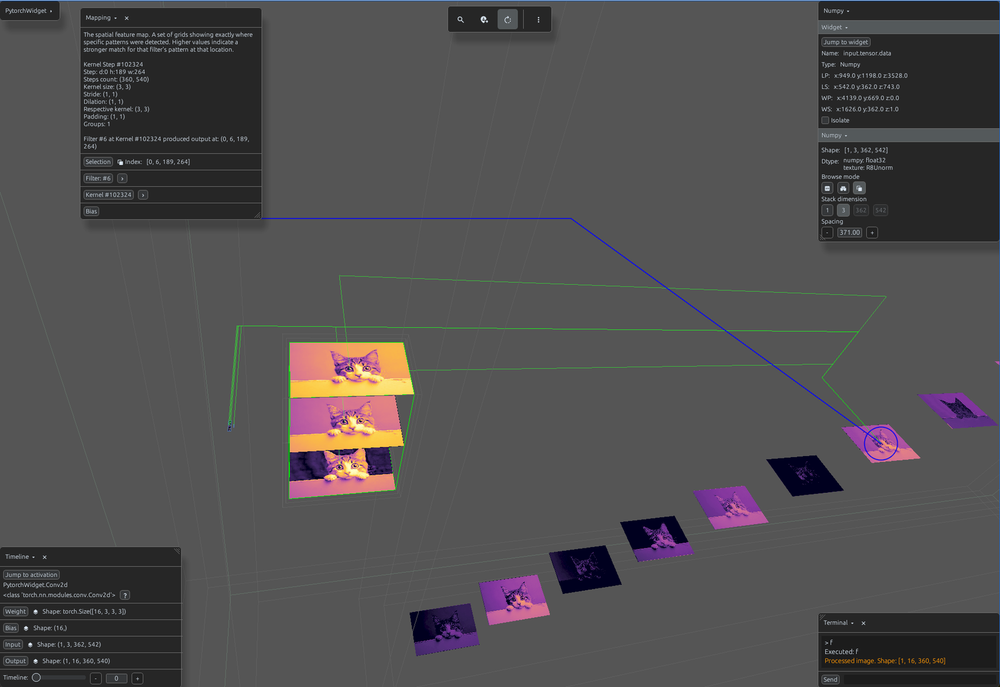 PytorchWidget
Mapping
The spatial feature map. A set of grids showing exactly where
specific patterns were detected. Higher values indicate a
stronger match for that filter's pattern at that location.
Kernel Step #102324
Step: d:0 h:189 w:264
Steps count: (360, 540)
Kernel size: (3, 3)
Stride: (1, 1)
Dilation: (1, 1)
Respective kernel: (3, 3)
Padding: (1, 1)
Groups: 1
Filter #6 at Kernel #102324 produced output at: (0, 6, 189,
264)
Selection Index: [0, 6, 189, 264]
Filter: #6
Kernel #102324
Bias
Numpy
Widget
Jump to widget
Name: input.tensor.data
Type: Numpy
LP: x:949.0 y:1198.0 z:3528.0
LS: x:542.0 y:362.0 z:743.0
WP: x:4139.0 y:669.0 z:0.0
WS: x:1626.0 y:362.0 z:1.0
Isolate
Numpy
Shape: [1, 3, 362, 542]
Dtype: numpy: float32
texture: R8Unorm
Browse mode
Stack dimension
1 3 362 542
Spacing
- 371.00 +
Timeline
Jump to activation
PytorchWidget.Conv2d
<class 'torch.nn.modules.conv.Conv2d'> ?
Weight Shape: torch.Size([16, 3, 3, 3])
Bias Shape: (16,)
Input Shape: (1, 3, 362, 542)
Output Shape: (1, 16, 360, 540)
Timeline: - 0 +
Terminal
> f
Executed: f
Processed image. Shape: [1, 16, 360, 540]
Send